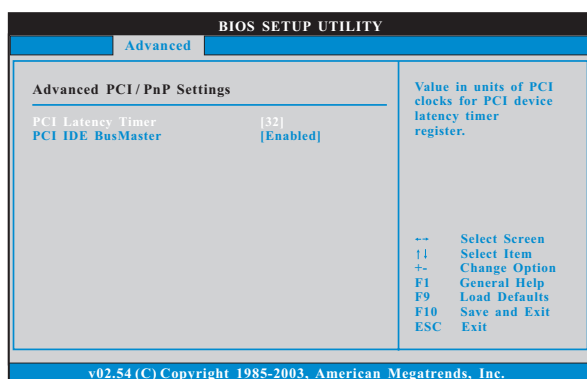 BIOS SETUP UTILITY
Advanced
Advanced PCI / PnP Settings
PCI Latency Timer [32]
PCI IDE BusMaster [Enabled]
Value in units of PCI
clocks for PCI device
latency timer
register.
←→ Select Screen
↑↓ Select Item
+- Change Option
F1 General Help
F9 Load Defaults
F10 Save and Exit
ESC Exit
v02.54 (C) Copyright 1985-2003, American Megatrends, Inc.